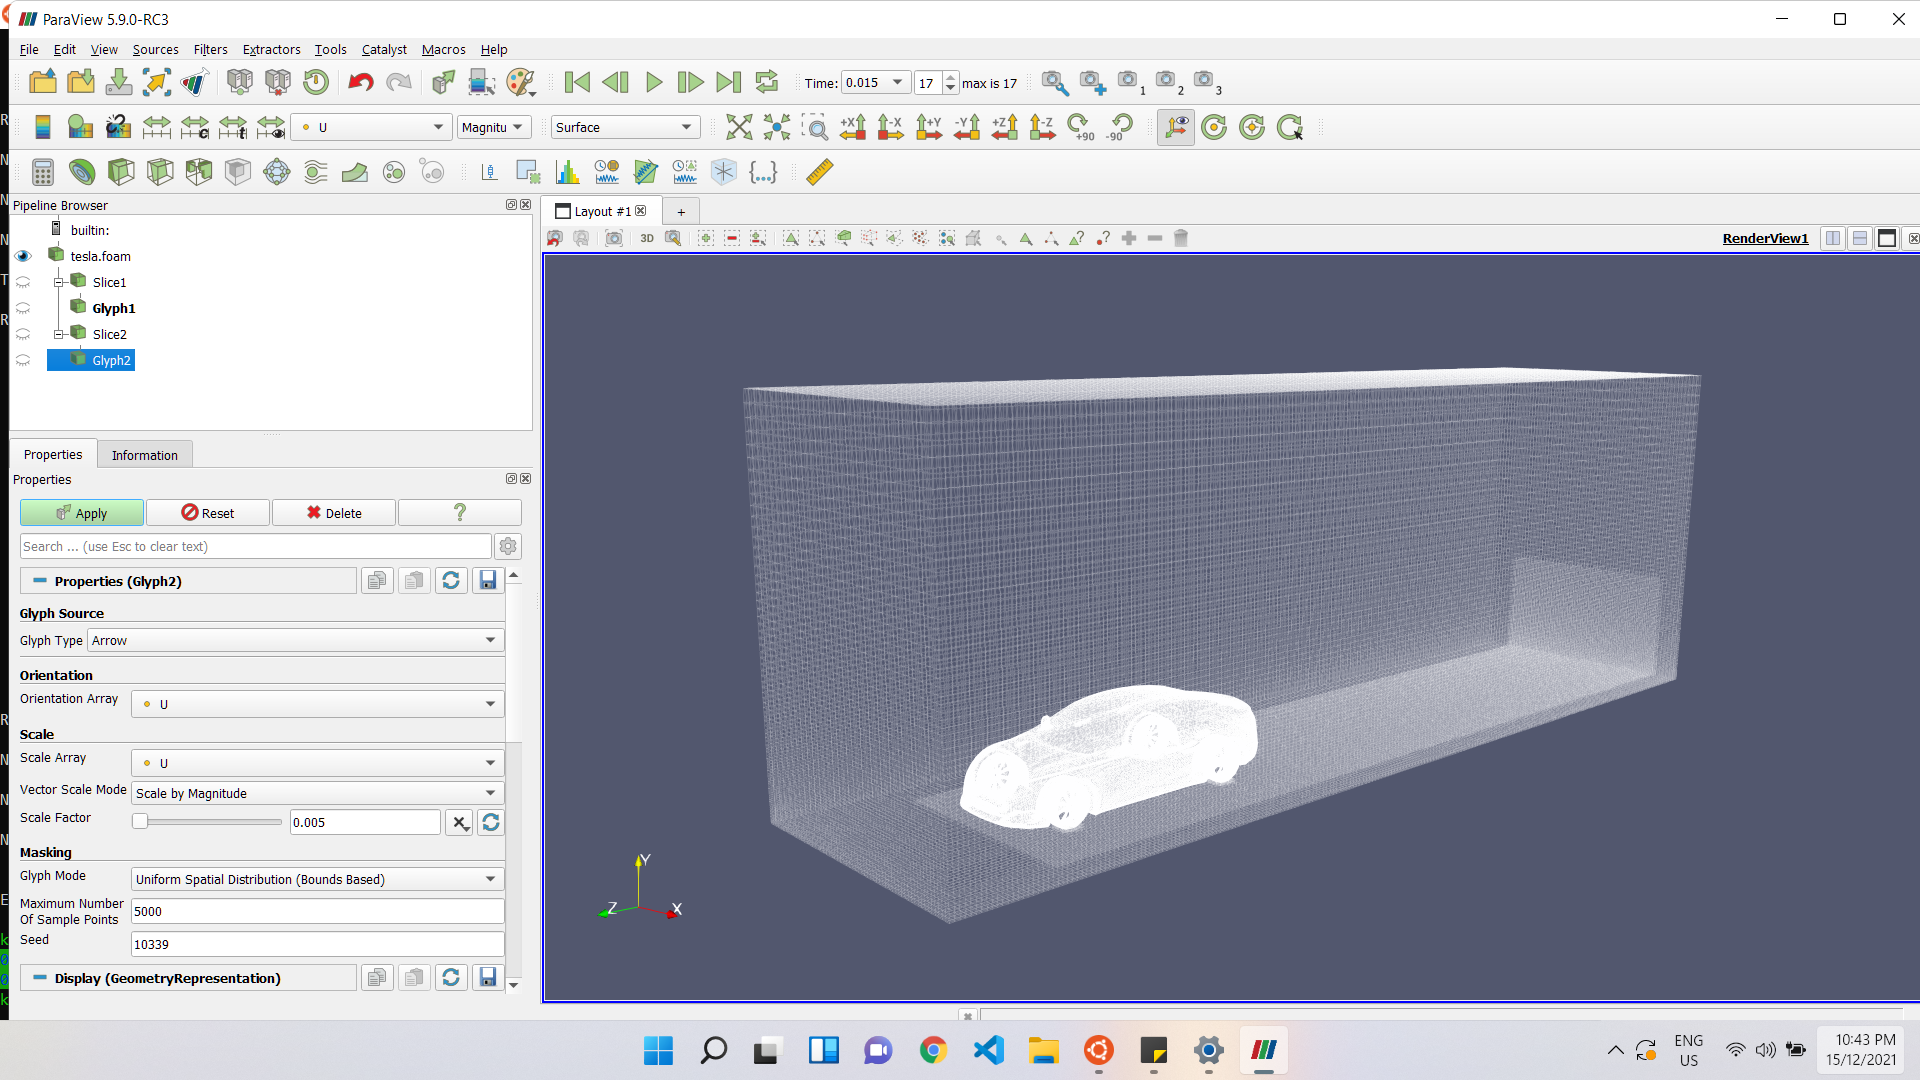 ParaView 5.9.0-RC3
File Edit View Sources Filters Extractors Tools Catalyst Macros Help
Time: 0.015 17 max is 17 1 2 3
U Magnitu Surface +X -X +Y -Y +Z -Z +90 -90
Pipeline Browser
builtin:
tesla.foam
Slice1
Glyph1
Slice2
Glyph2
Properties Information
Properties
Apply Reset Delete ?
Search ... (use Esc to clear text)
Properties (Glyph2)
Glyph Source
Glyph Type Arrow
Orientation
Orientation Array U
Scale
Scale Array U
Vector Scale Mode Scale by Magnitude
Scale Factor 0.005
Masking
Glyph Mode Uniform Spatial Distribution (Bounds Based)
Maximum Number
Of Sample Points 5000
Seed 10339
Display (GeometryRepresentation)
Layout #1 +
3D RenderView1
Y
Z X
ENG
US
10:43 PM
15/12/2021